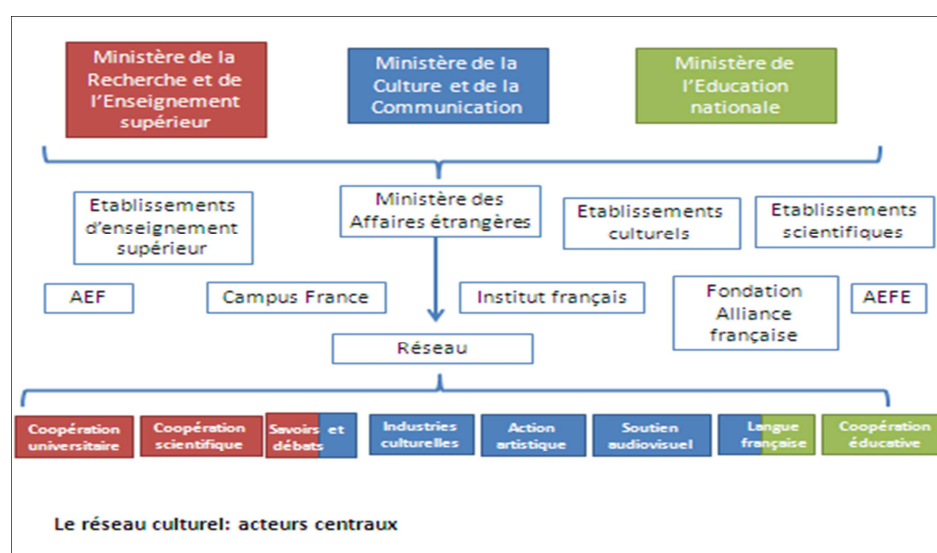 Ministère de la
Recherche et de
l'Enseignement
supérieur
Ministère de la
Culture et de la
Communication
Ministère de
l'Education
nationale
Etablissements
d'enseignement
supérieur
Ministère des
Affaires étrangères
Etablissements
culturels
Etablissements
scientifiques
AEF
Campus France
Institut français
Fondation
Alliance
française
AEFE
Réseau
Coopération
universitaire
Coopération
scientifique
Savoirs et
débats
Industries
culturelles
Action
artistique
Soutien
audiovisuel
Langue
française
Coopération
éducative
Le réseau culturel: acteurs centraux